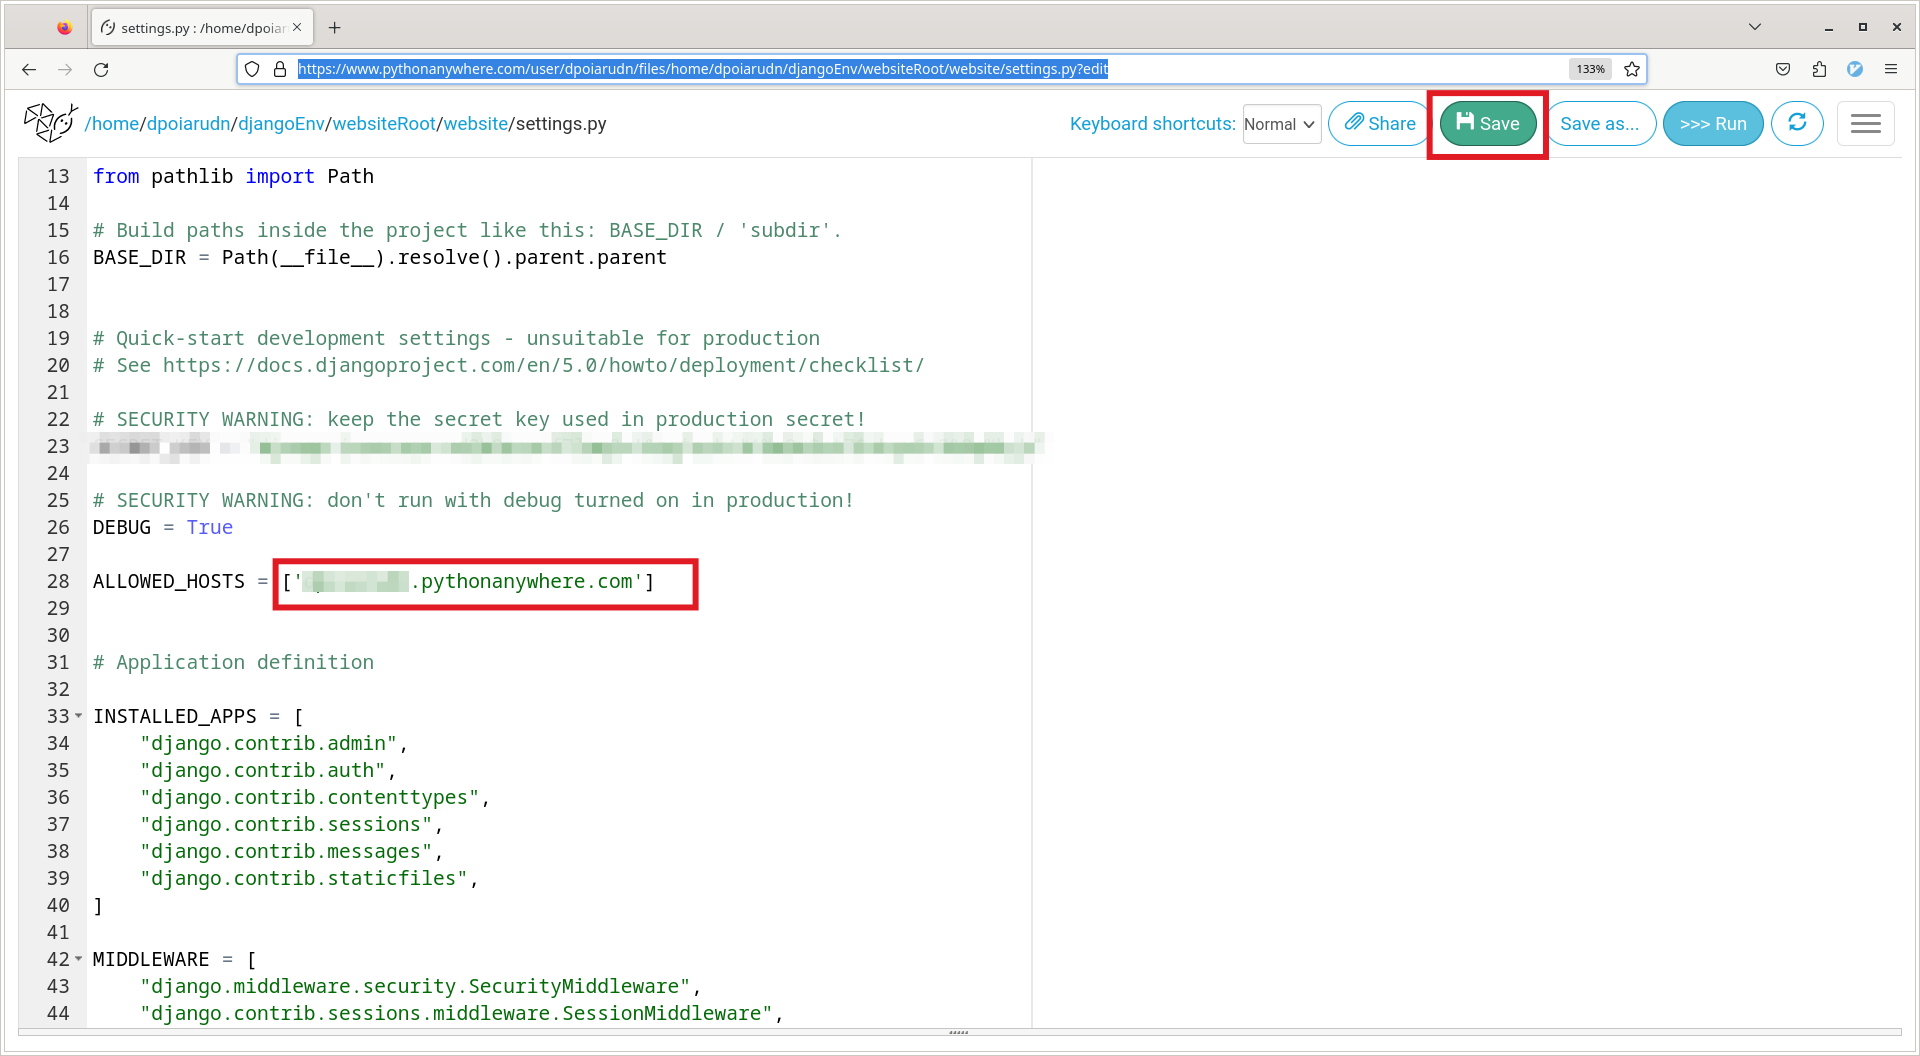 settings.py : /home/dpoiar
https://www.pythonanywhere.com/user/dpoiarudn/files/home/dpoiarudn/djangoEnv/websiteRoot/website/settings.py?edit
133%
/home/dpoiarudn/djangoEnv/websiteRoot/website/settings.py
Keyboard shortcuts: Normal Share Save Save as... >>> Run
13 from pathlib import Path
14
15 # Build paths inside the project like this: BASE_DIR / 'subdir'.
16 BASE_DIR = Path(__file__).resolve().parent.parent
17
18
19 # Quick-start development settings - unsuitable for production
20 # See https://docs.djangoproject.com/en/5.0/howto/deployment/checklist/
21
22 # SECURITY WARNING: keep the secret key used in production secret!
23
24
25 # SECURITY WARNING: don't run with debug turned on in production!
26 DEBUG = True
27
28 ALLOWED_HOSTS = ['.pythonanywhere.com']
29
30
31 # Application definition
32
33 INSTALLED_APPS = [
34     "django.contrib.admin",
35     "django.contrib.auth",
36     "django.contrib.contenttypes",
37     "django.contrib.sessions",
38     "django.contrib.messages",
39     "django.contrib.staticfiles",
40 ]
41
42 MIDDLEWARE = [
43     "django.middleware.security.SecurityMiddleware",
44     "django.contrib.sessions.middleware.SessionMiddleware",